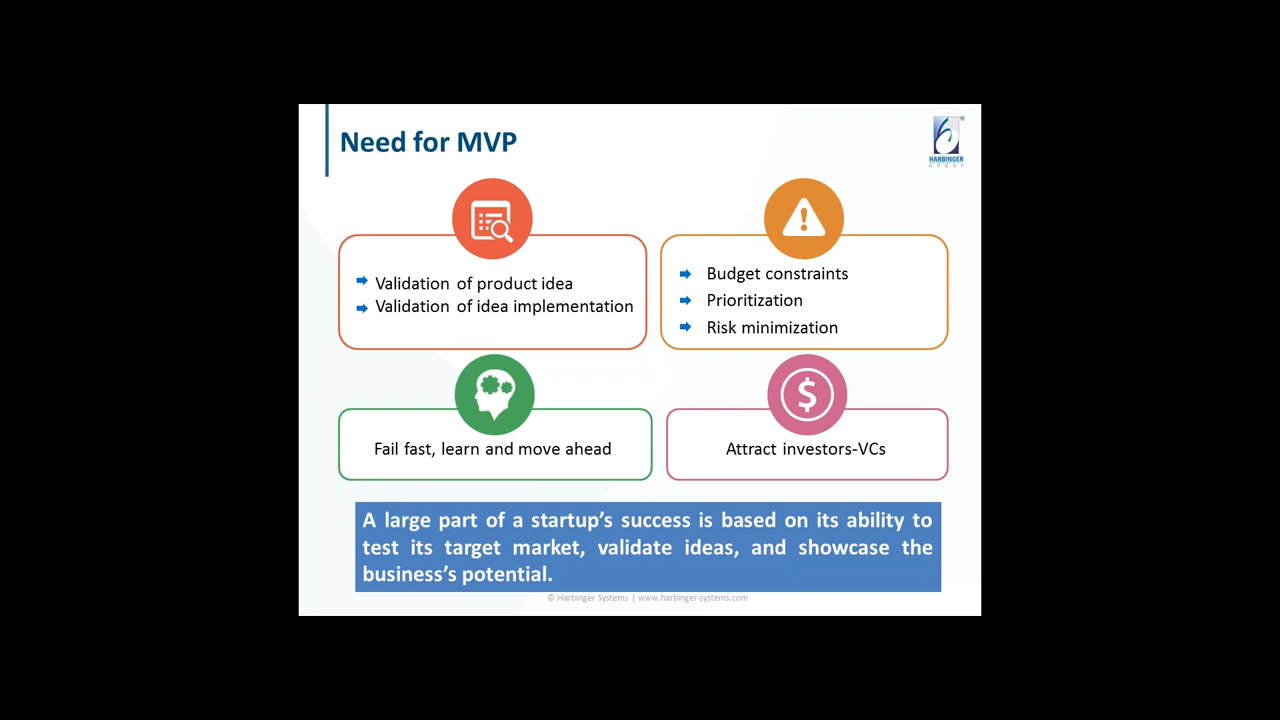 Need for MVP
®
HARBINGER
GROUP
Validation of product idea
Validation of idea implementation
Budget constraints
Prioritization
Risk minimization
Fail fast, learn and move ahead
$
Attract investors-VCs
A large part of a startup’s success is based on its ability to
test its target market, validate ideas, and showcase the
business’s potential.
© Harbinger Systems | www.harbinger-systems.com